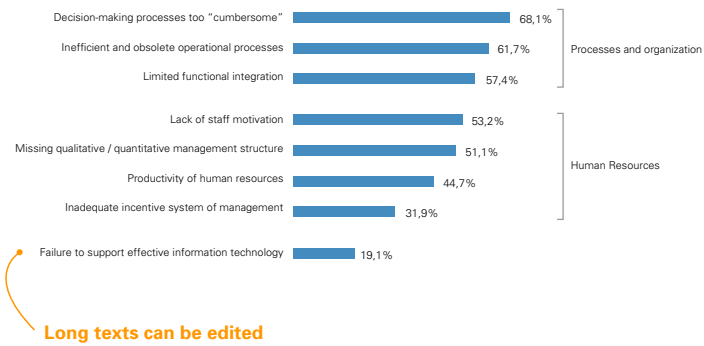 Decision-making processes too “cumbersome”
68,1%
Inefficient and obsolete operational processes
61,7%
Processes and organization
Limited functional integration
57,4%
Lack of staff motivation
53,2%
Missing qualitative / quantitative management structure
51,1%
Human Resources
Productivity of human resources
44,7%
Inadequate incentive system of management
31,9%
Failure to support effective information technology
19,1%
Long texts can be edited